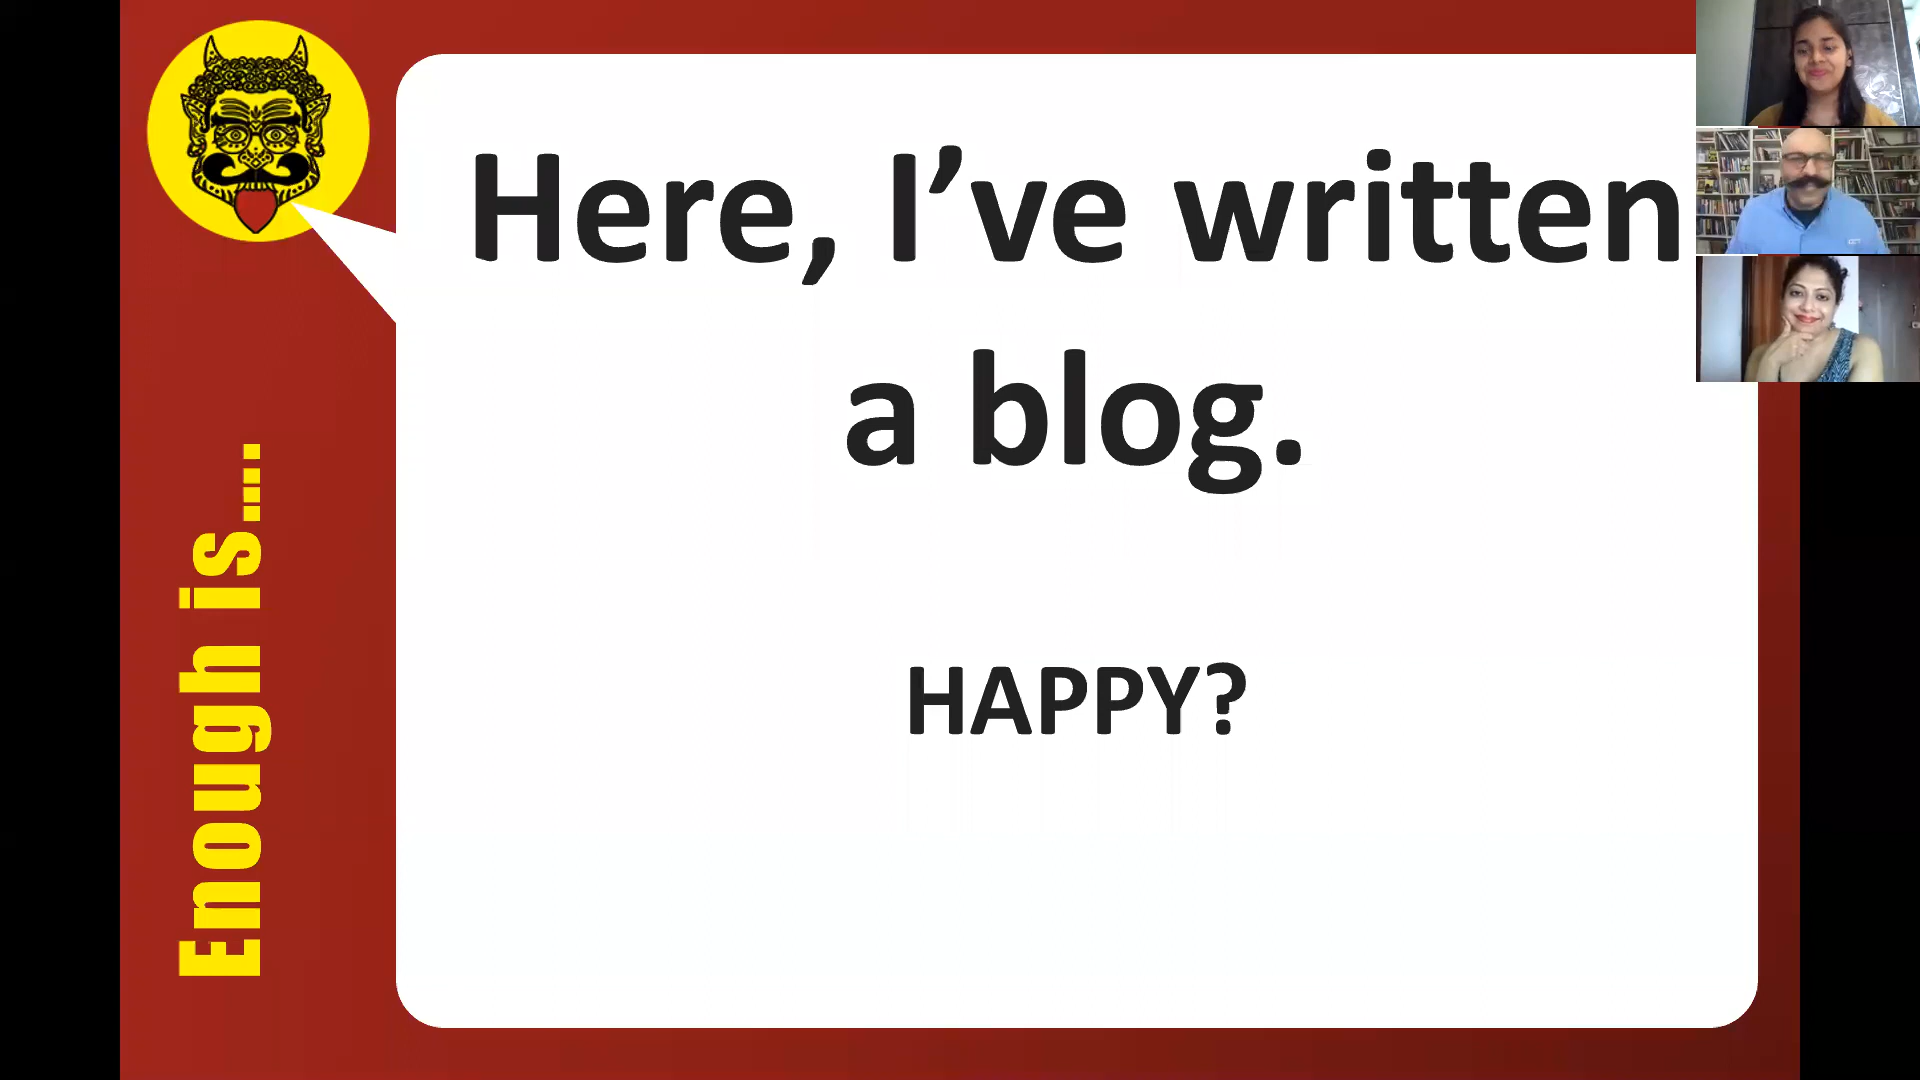 Here, I’ve written
a blog.
HAPPY?
Enough is...